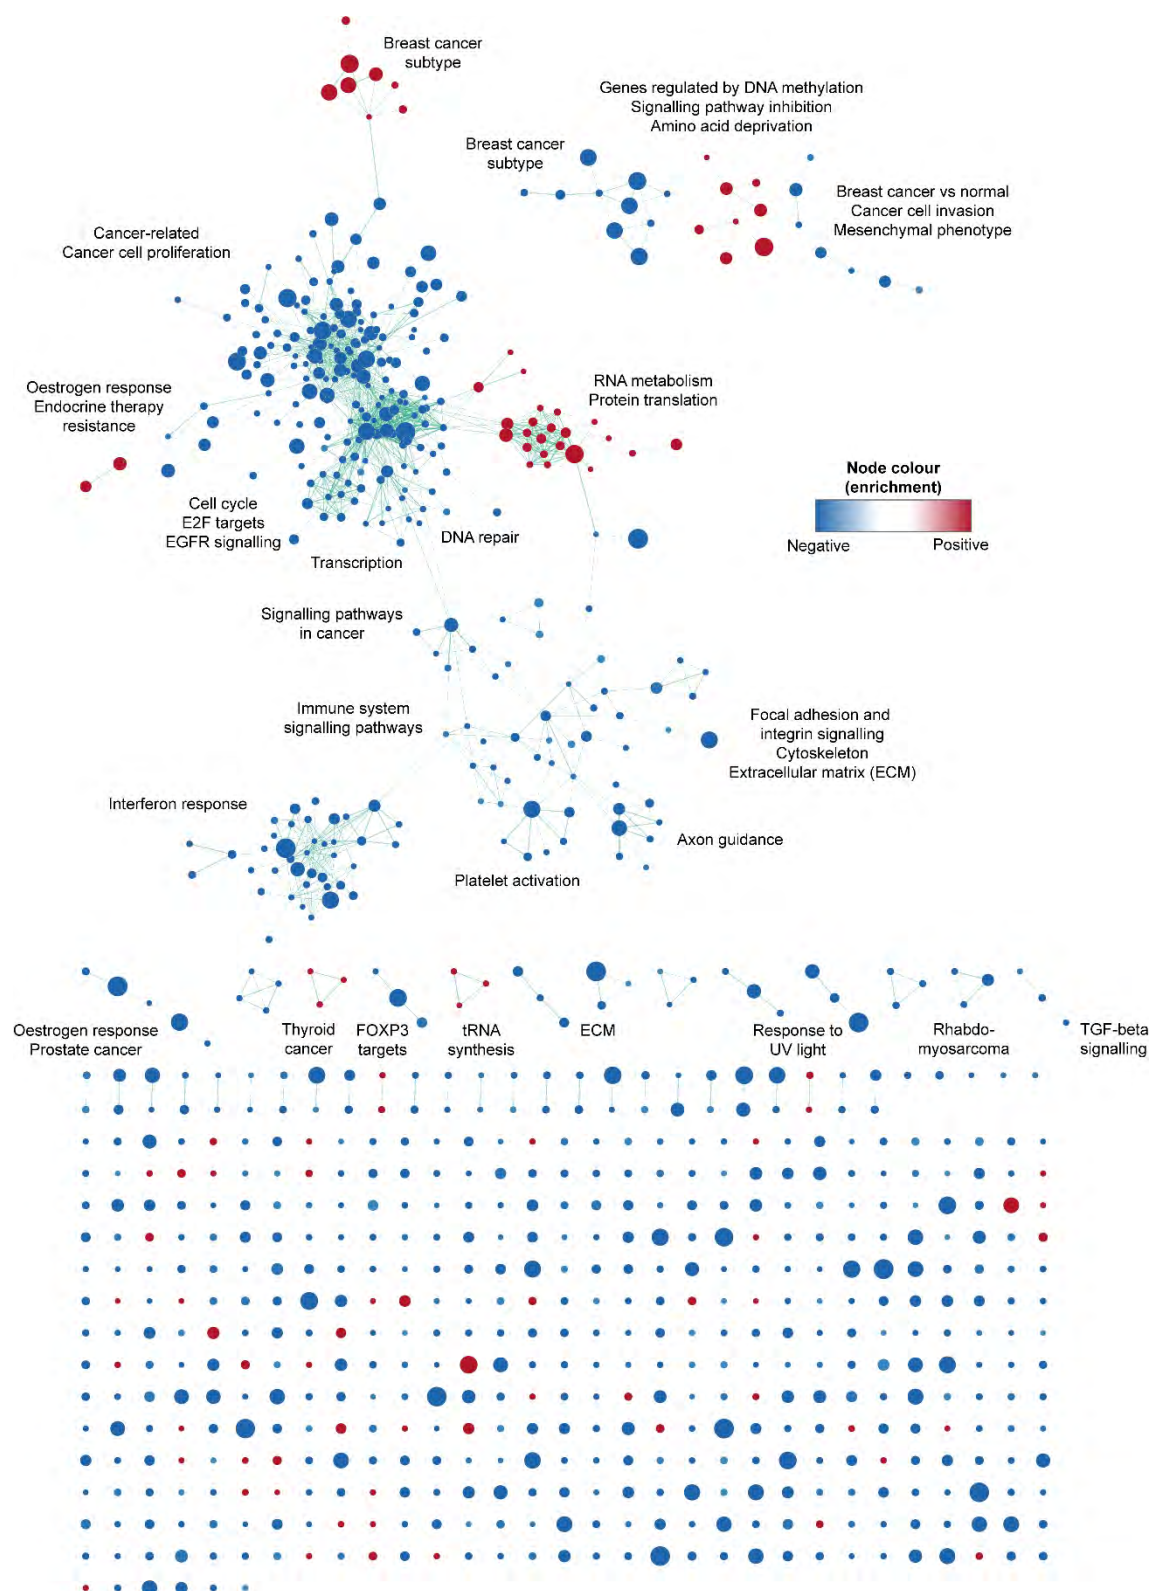 Breast cancer
subtype
Genes regulated by DNA methylation
Signalling pathway inhibition
Amino acid deprivation
Breast cancer
subtype
Breast cancer vs normal
Cancer cell invasion
Mesenchymal phenotype
Cancer-related
Cancer cell proliferation
Oestrogen response
Endocrine therapy
resistance
RNA metabolism
Protein translation
Node colour
(enrichment)
Negative
Positive
Cell cycle
E2F targets
EGFR signalling
DNA repair
Transcription
Signalling pathways
in cancer
Immune system
signalling pathways
Focal adhesion and
integrin signalling
Cytoskeleton
Extracellular matrix (ECM)
Interferon response
Axon guidance
Platelet activation
Oestrogen response
Prostate cancer
Thyroid
cancer
FOXP3
targets
tRNA
synthesis
ECM
Response to
UV light
Rhabdo-
myosarcoma
TGF-beta
signalling